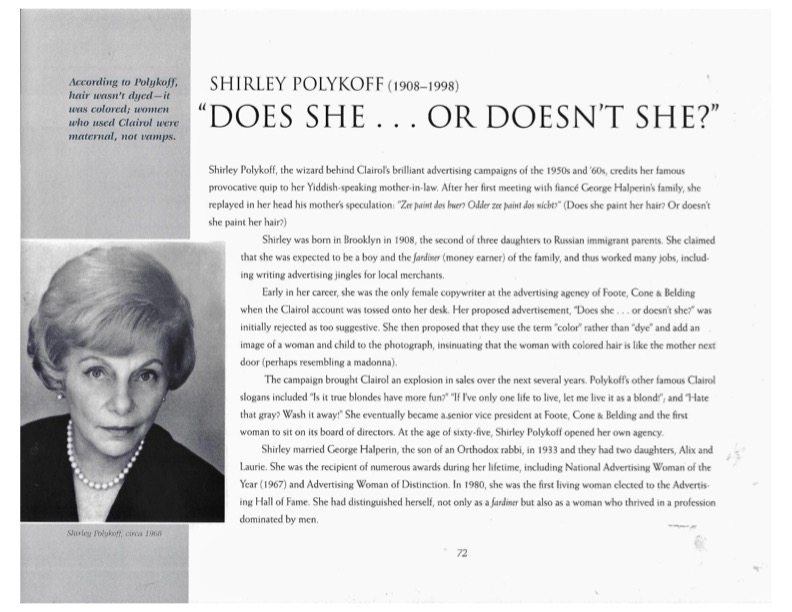 According to Polykoff,
hair wasn't dyed—it
was colored; women
who used Clairol were
maternal, not vamps.
SHIRLEY POLYKOFF (1908–1998)
“DOES SHE . . . OR DOESN'T SHE?”
Shirley Polykoff, the wizard behind Clairol's brilliant advertising campaigns of the 1950s and '60s, credits her famous
provocative quip to her Yiddish-speaking mother-in-law. After her first meeting with fiancé George Halperin's family, she
replayed in her head his mother's speculation: "Zee paint dos huer? Odder zee paint dos nicht?" (Does she paint her hair? Or doesn't
she paint her hair?)
Shirley was born in Brooklyn in 1908, the second of three daughters to Russian immigrant parents. She claimed
that she was expected to be a boy and the fardiner (money earner) of the family, and thus worked many jobs, includ-
ing writing advertising jingles for local merchants.
Early in her career, she was the only female copywriter at the advertising agency of Foote, Cone & Belding
when the Clairol account was tossed onto her desk. Her proposed advertisement, "Does she . . . or doesn't she?" was
initially rejected as too suggestive. She then proposed that they use the term "color" rather than "dye" and add an
image of a woman and child to the photograph, insinuating that the woman with colored hair is like the mother next
door (perhaps resembling a madonna).
The campaign brought Clairol an explosion in sales over the next several years. Polykoff's other famous Clairol
slogans included "Is it true blondes have more fun?" "If I've only one life to live, let me live it as a blond!", and "Hate
that gray? Wash it away!" She eventually became a senior vice president at Foote, Cone & Belding and the first
woman to sit on its board of directors. At the age of sixty-five, Shirley Polykoff opened her own agency.
Shirley married George Halperin, the son of an Orthodox rabbi, in 1933 and they had two daughters, Alix and
Laurie. She was the recipient of numerous awards during her lifetime, including National Advertising Woman of the
Year (1967) and Advertising Woman of Distinction. In 1980, she was the first living woman elected to the Advertis-
ing Hall of Fame. She had distinguished herself, not only as a fardiner but also as a woman who thrived in a profession
dominated by men.
Shirley Polykoff, circa 1968
72